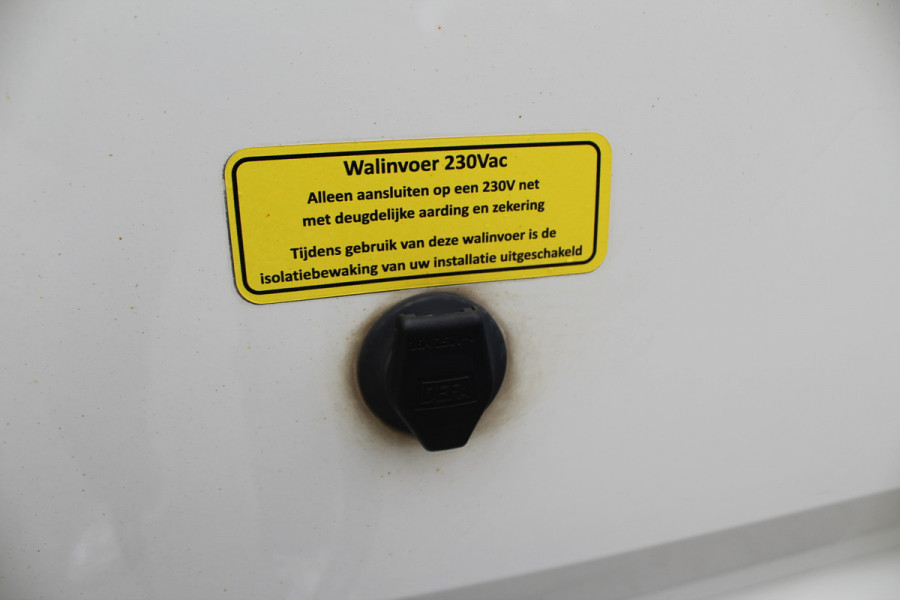 Walinvoer 230Vac
Alleen aansluiten op een 230V net
met deugdelijke aarding en zekering
Tijdens gebruik van deze walinvoer is de
isolatiebewaking van uw installatie uitgeschakeld
DEFA